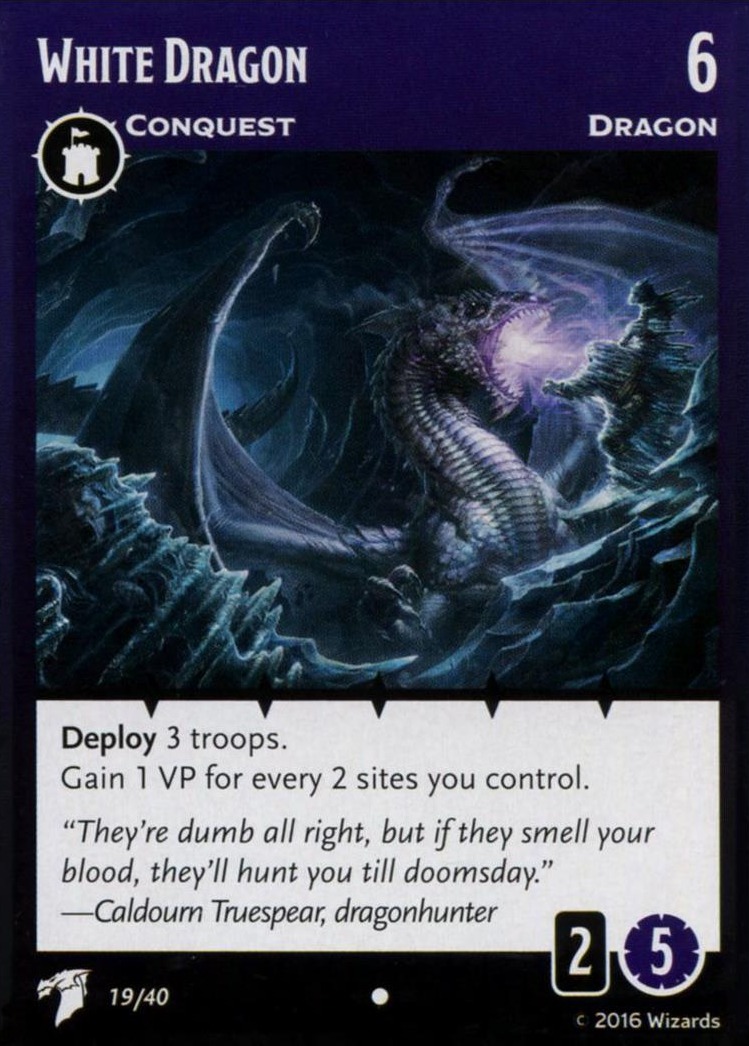 WHITE DRAGON 6
CONQUEST DRAGON
Deploy 3 troops.
Gain 1 VP for every 2 sites you control.
“They’re dumb all right, but if they smell your
blood, they’ll hunt you till doomsday.”
—Caldourn Truespear, dragonhunter
2 5
19/40
© 2016 Wizards